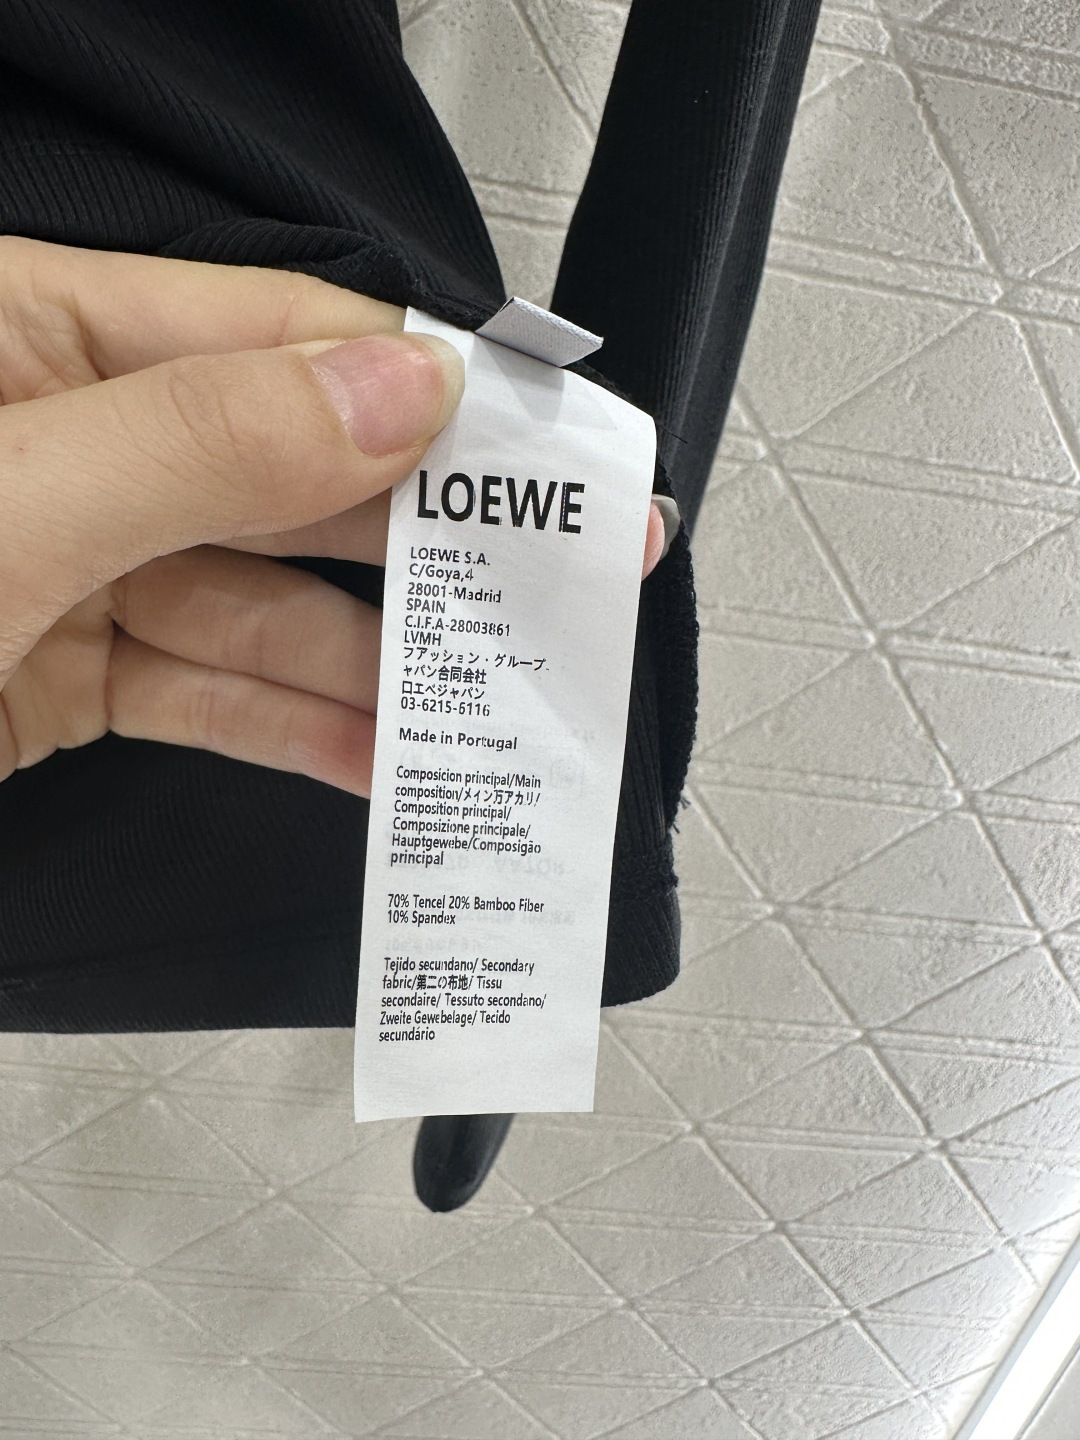 LOEWE
LOEWE S.A.
C/Goya,4
28001-Madrid
SPAIN
C.I.F.A-28003861
LVMH
フアッション・グループ-
ャパン合同会社
口エベジャパン
03-6215-6116
Made in Portugal
Composicion principal/Main
composition/メイン万アカリ/
Composition principal/
Composizione principale/
Hauptgewebe/Composigão
principal
70% Tencel 20% Bamboo Fiber
10% Spandex
Tejido secundano/ Secondary
fabric/第二の布地/ Tissu
secondaire/ Tessuto secondano/
Zweite Gewebelage/ Tecido
secundário